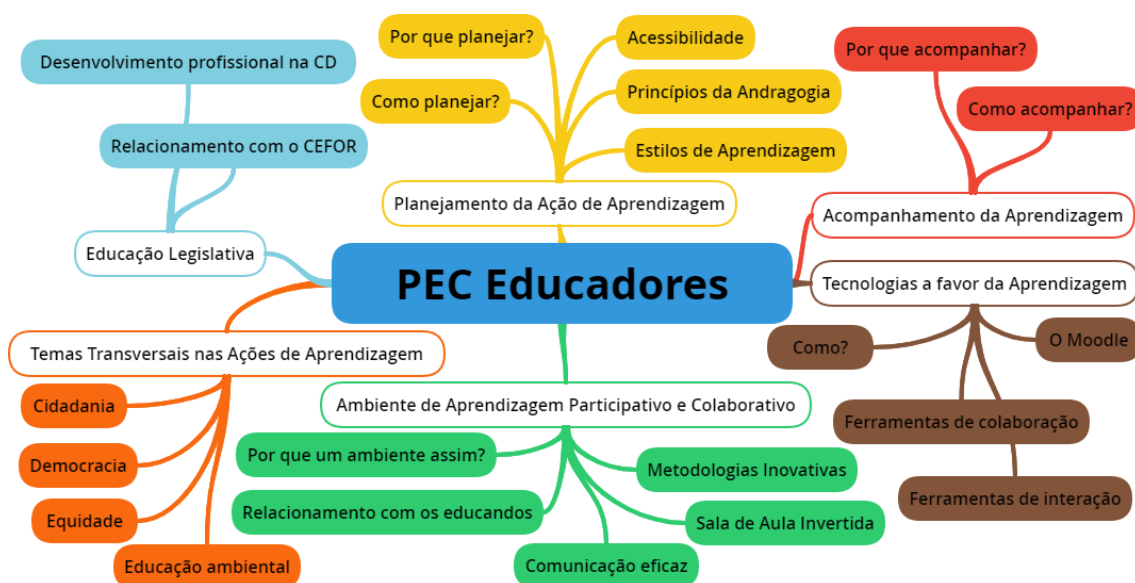 PEC Educadores
Educação Legislativa
Relacionamento com o CEFOR
Desenvolvimento profissional na CD
Planejamento da Ação de Aprendizagem
Por que planejar?
Como planejar?
Acessibilidade
Princípios da Andragogia
Estilos de Aprendizagem
Acompanhamento da Aprendizagem
Por que acompanhar?
Como acompanhar?
Tecnologias a favor da Aprendizagem
Como?
O Moodle
Ferramentas de colaboração
Ferramentas de interação
Temas Transversais nas Ações de Aprendizagem
Cidadania
Democracia
Equidade
Educação ambiental
Ambiente de Aprendizagem Participativo e Colaborativo
Por que um ambiente assim?
Relacionamento com os educandos
Comunicação eficaz
Metodologias Inovativas
Sala de Aula Invertida